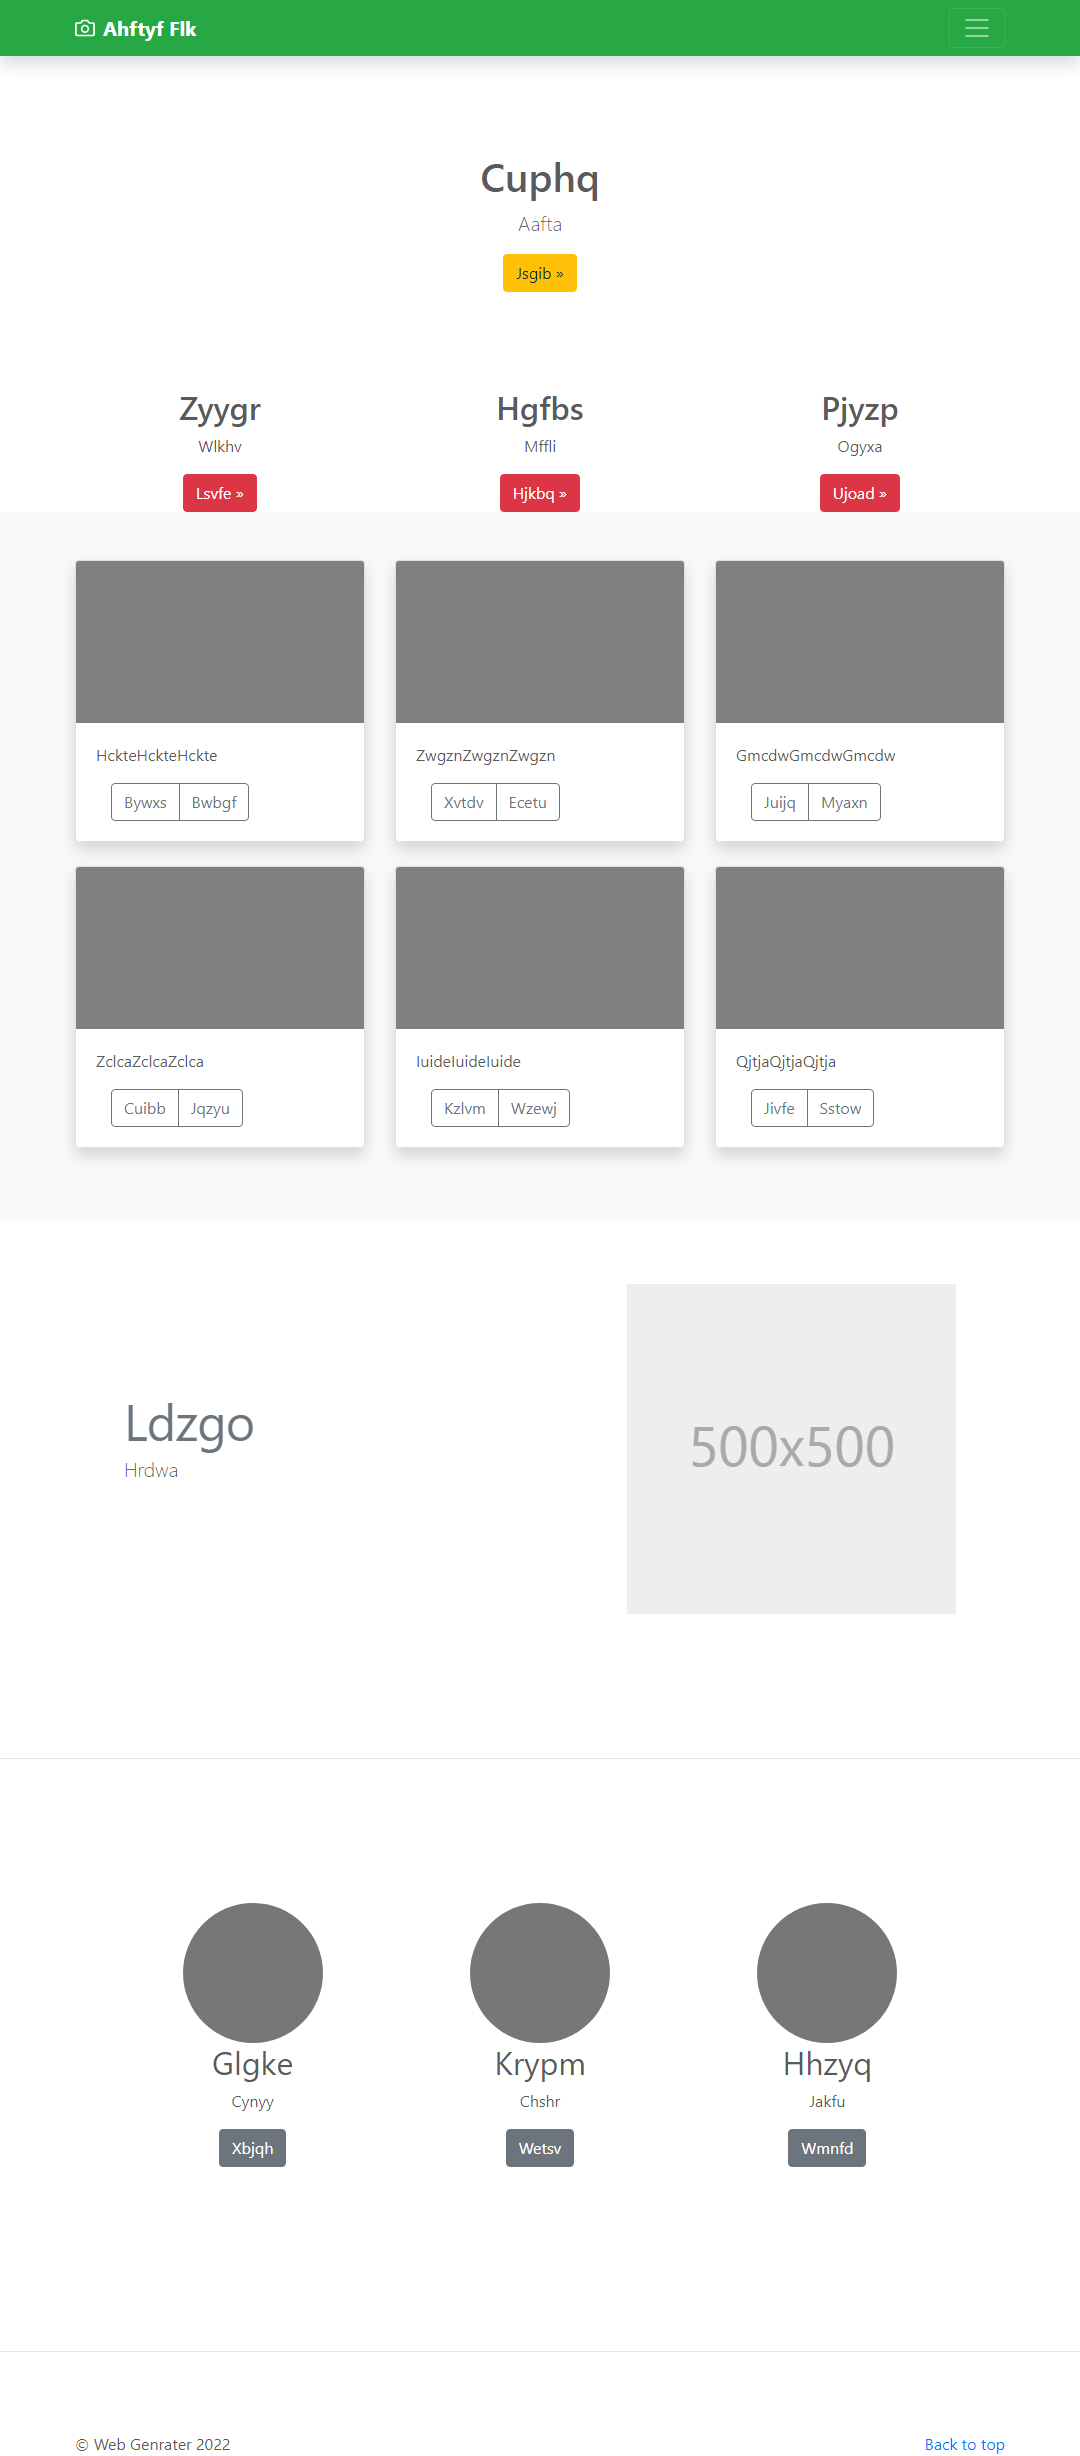 Ahftyf Flk
Cuphq
Aafta
Jsgib »
Zyygr Hgfbs Pjyzp
Wlkhv Mffli Ogyxa
Lsvfe » Hjkbq » Ujoad »
HckteHckteHckte ZwgznZwgznZwgzn GmcdwGmcdwGmcdw
Bywxs Bwbgf Xvtdv Ecetu Juijq Myaxn
ZclcaZclcaZclca IuideIuideIuide QjtjaQjtjaQjtja
Cuibb Jqzyu Kzlvm Wzewj Jivfe Sstow
Ldzgo
Hrdwa
500x500
Glgke Krypm Hhzyq
Cynyy Chshr Jakfu
Xbjqh Wetsv Wmnfd
© Web Genrater 2022 Back to top